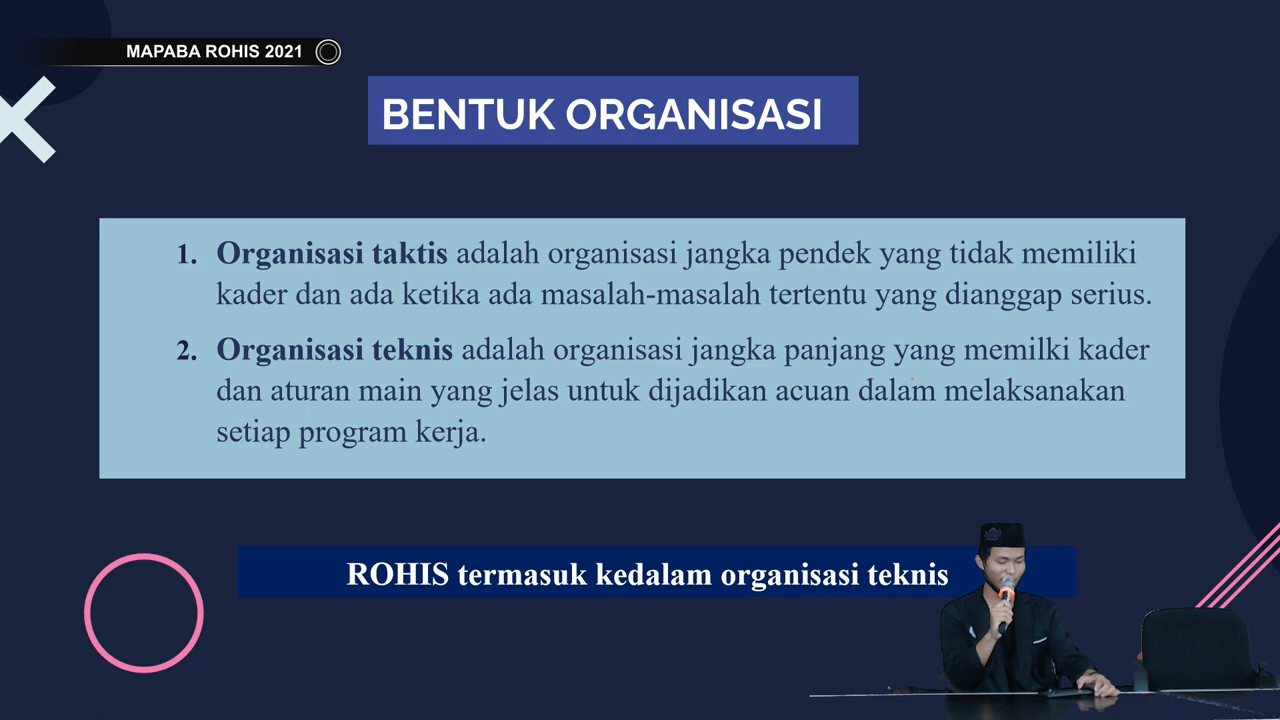 MAPABA ROHIS 2021
BENTUK ORGANISASI
1. Organisasi taktis adalah organisasi jangka pendek yang tidak memiliki
kader dan ada ketika ada masalah-masalah tertentu yang dianggap serius.
2. Organisasi teknis adalah organisasi jangka panjang yang memilki kader
dan aturan main yang jelas untuk dijadikan acuan dalam melaksanakan
setiap program kerja.
ROHIS termasuk kedalam organisasi teknis